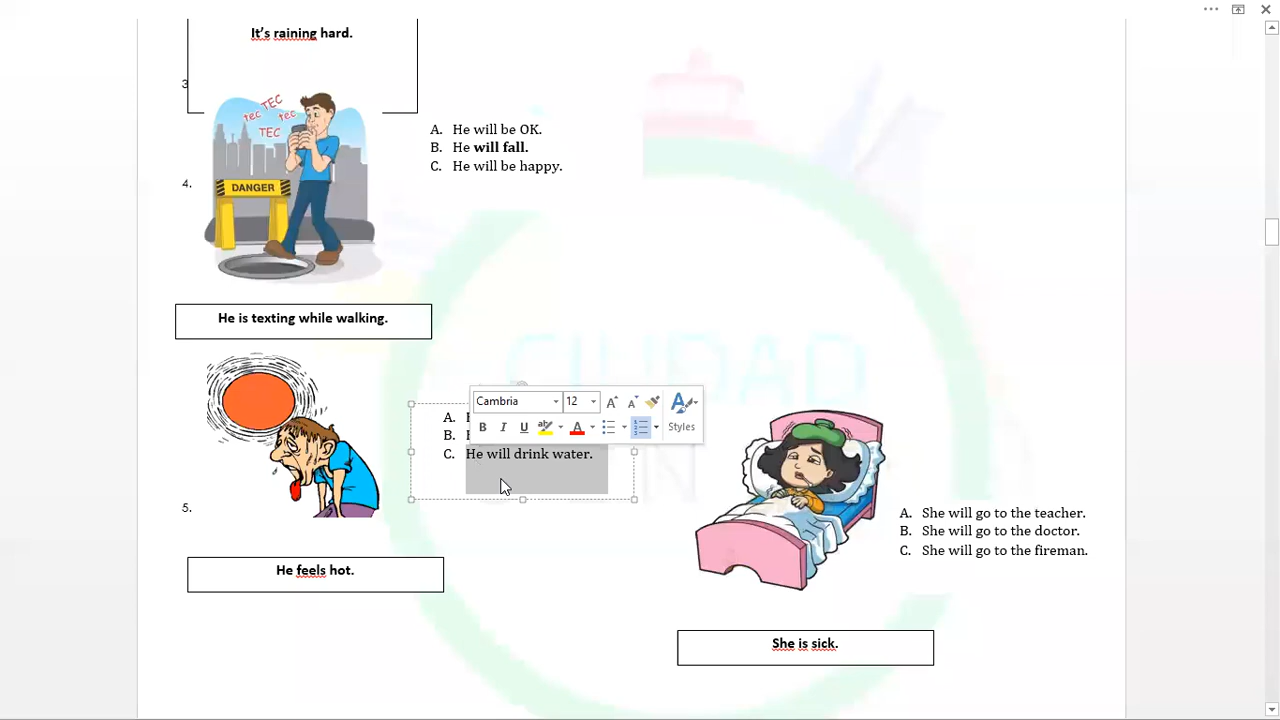 It's raining hard.
3
tec TEC
tec
TEC
A. He will be OK.
B. He will fall.
C. He will be happy.
4.
DANGER
He is texting while walking.
Cambria 12
Styles
A.
B.
C. He will drink water.
5.
He feels hot.
A. She will go to the teacher.
B. She will go to the doctor.
C. She will go to the fireman.
She is sick.
CIUDAD